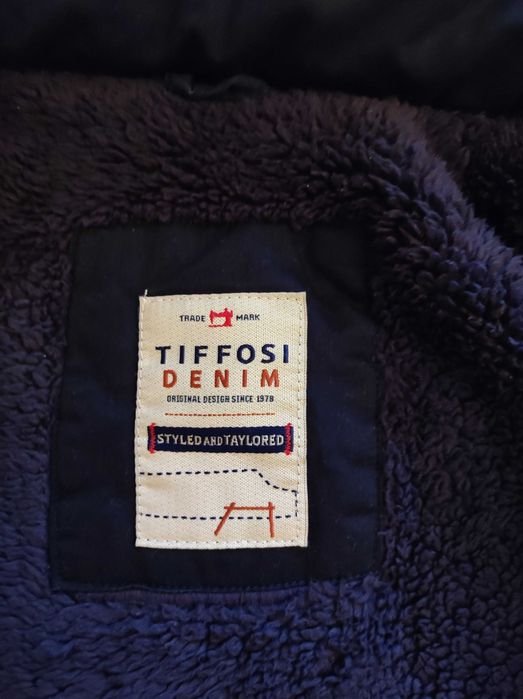 TRADE MARK
TIFFOSI
DENIM
ORIGINAL DESIGN SINCE 1978
STYLED AND TAYLORED